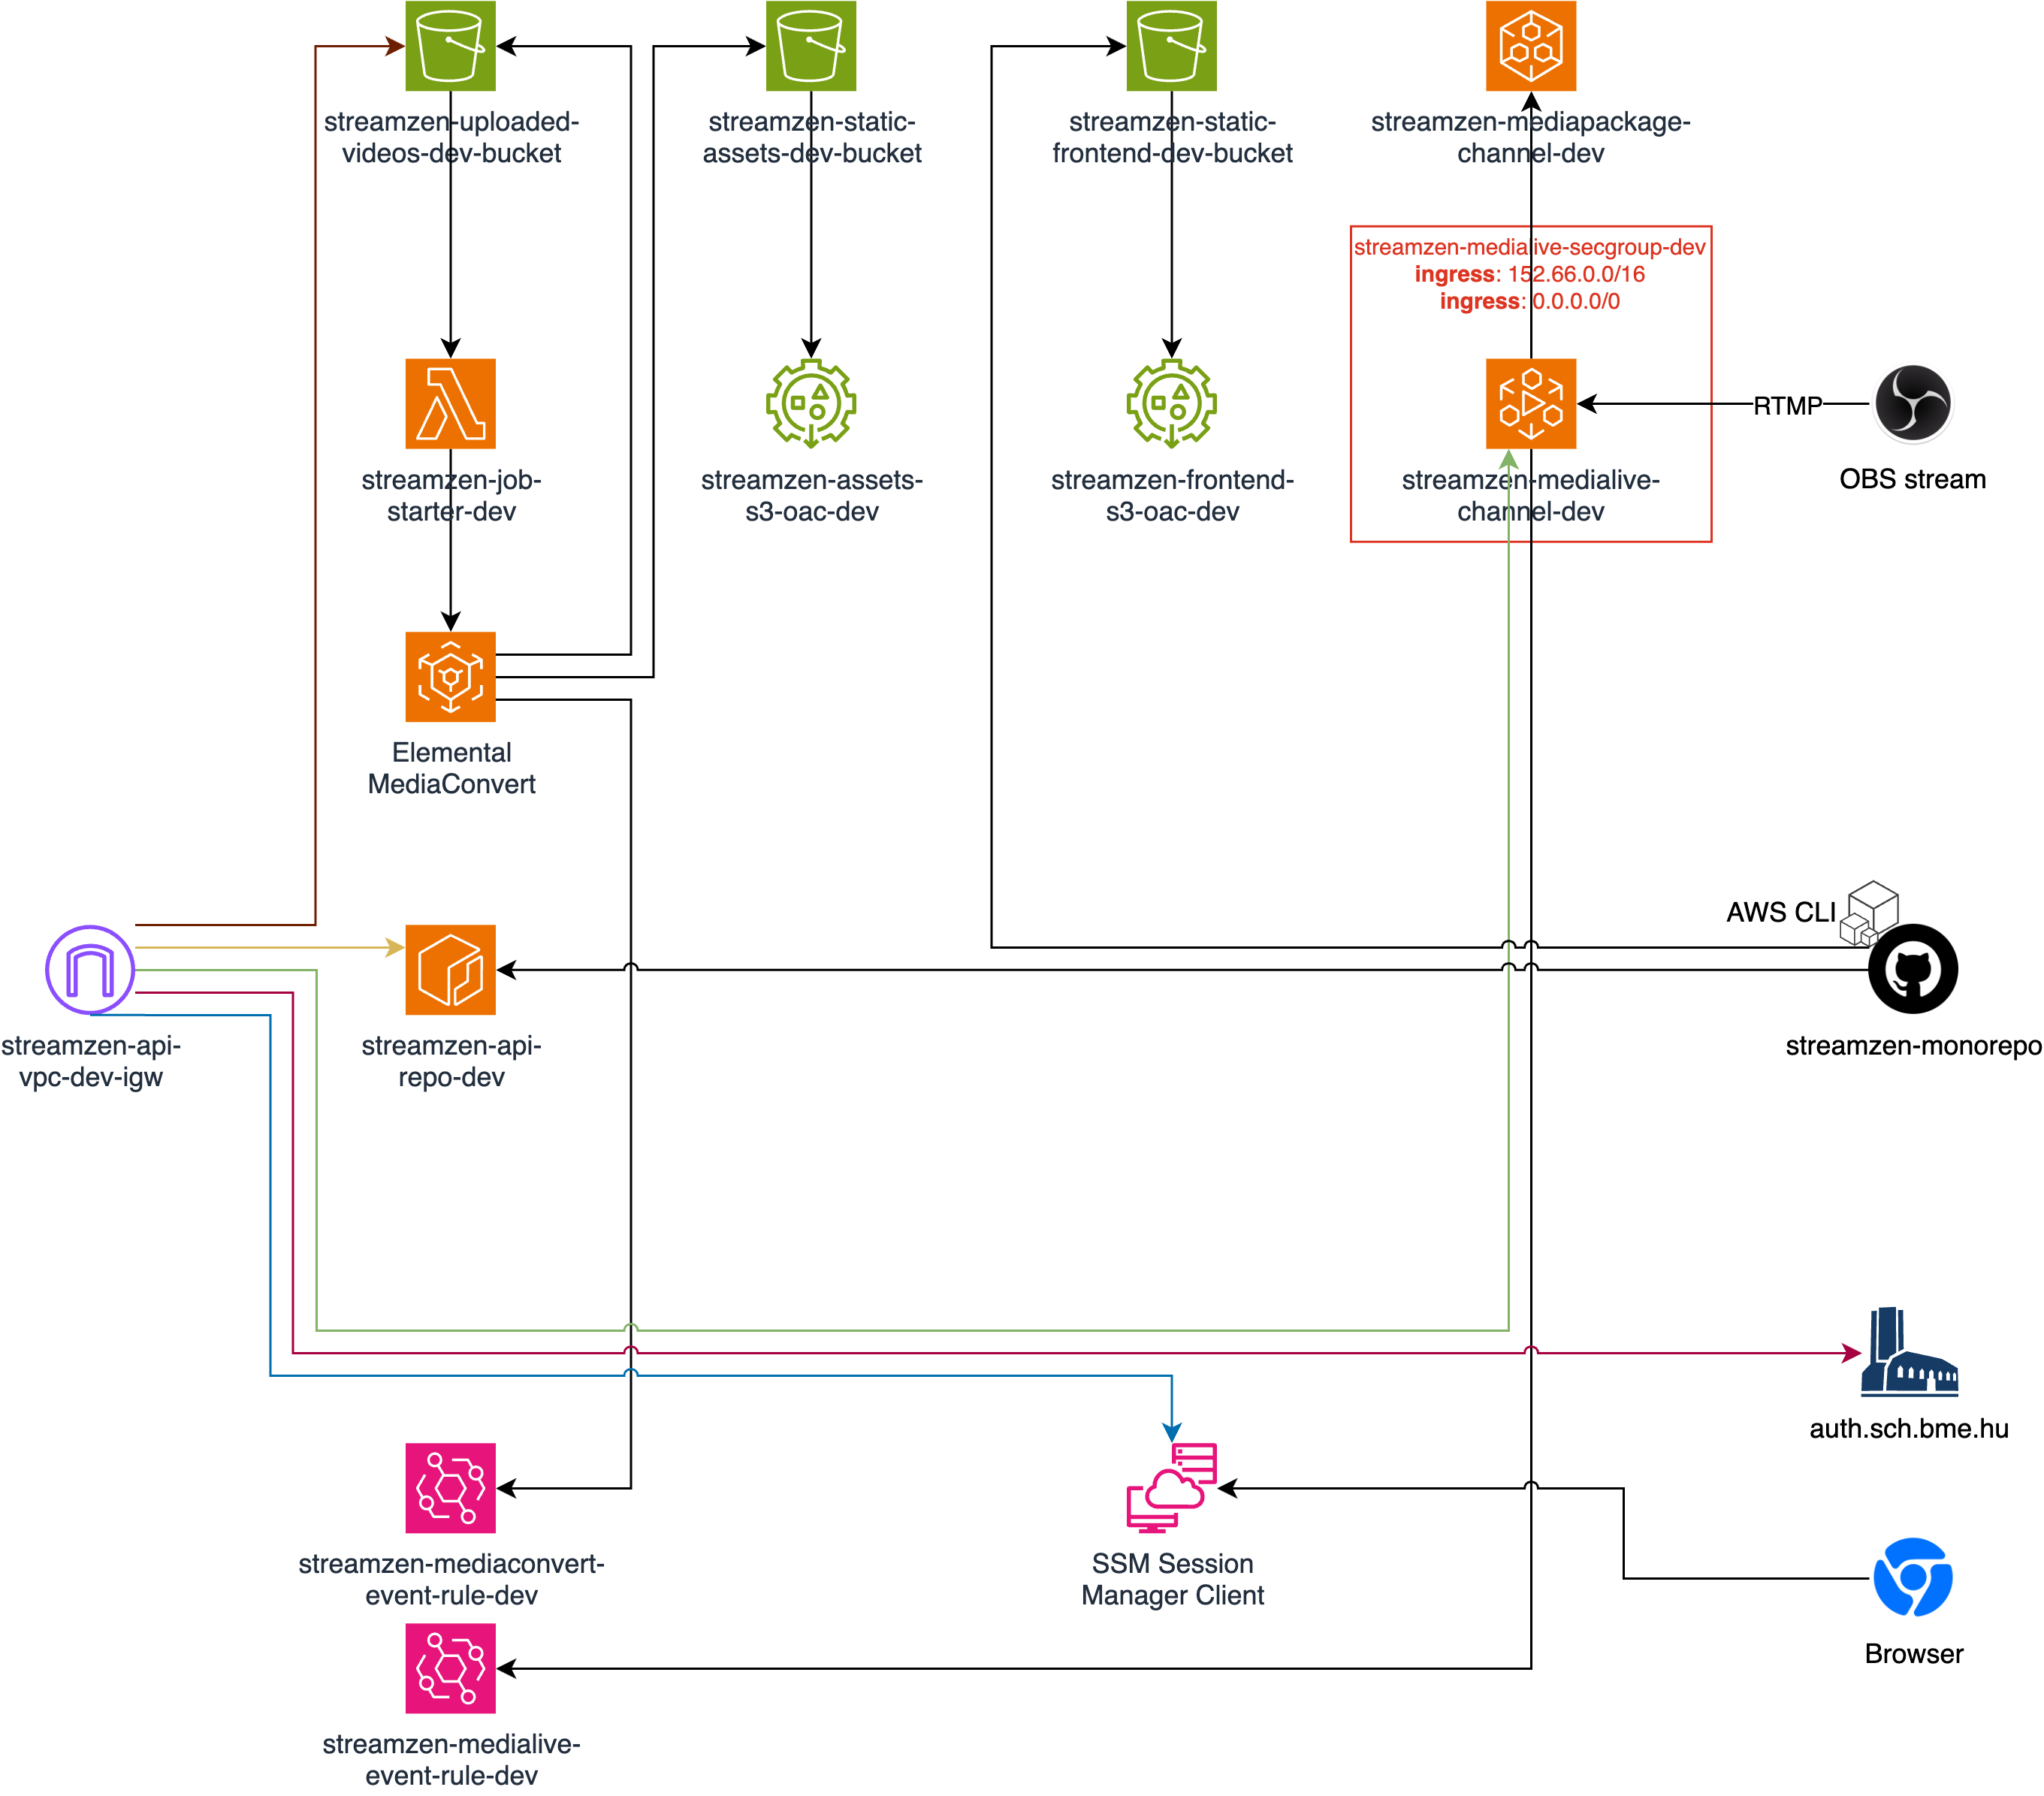 streamzen-uploaded-
videos-dev-bucket
streamzen-static-
assets-dev-bucket
streamzen-static-
frontend-dev-bucket
streamzen-mediapackage-
channel-dev
streamzen-medialive-secgroup-dev
ingress: 152.66.0.0/16
ingress: 0.0.0.0/0
RTMP
streamzen-job-
starter-dev
streamzen-assets-
s3-oac-dev
streamzen-frontend-
s3-oac-dev
streamzen-medialive-
channel-dev
OBS stream
Elemental
MediaConvert
AWS CLI
streamzen-api-
vpc-dev-igw
streamzen-api-
repo-dev
streamzen-monorepo
auth.sch.bme.hu
streamzen-mediaconvert-
event-rule-dev
SSM Session
Manager Client
Browser
streamzen-medialive-
event-rule-dev